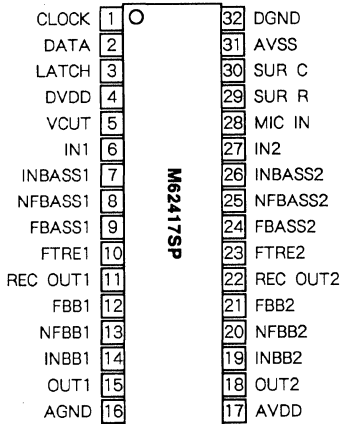 CLOCK 1 32 DGND
DATA 2 31 AVSS
LATCH 3 30 SUR C
DVDD 4 29 SUR R
VCUT 5 28 MIC IN
IN1 6 27 IN2
INBASS1 7 26 INBASS2
NFBASS1 8 25 NFBASS2
FBASS1 9 24 FBASS2
FTRE1 10 23 FTRE2
REC OUT1 11 22 REC OUT2
FBB1 12 21 FBB2
NFBB1 13 20 NFBB2
INBB1 14 19 INBB2
OUT1 15 18 OUT2
AGND 16 17 AVDD
M62417SP